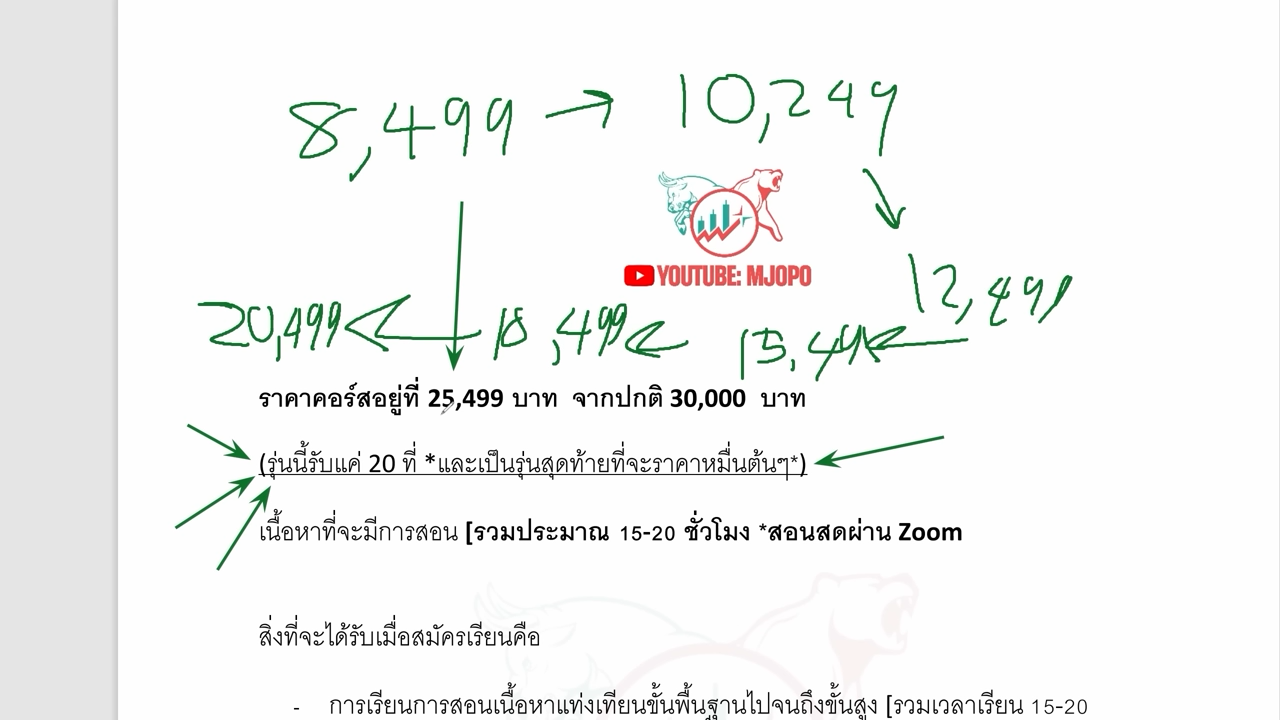 8,499 → 10,249
YOUTUBE: MJOPO
12,499
20,499 18,499 15,499
ราคาคอร์สอยู่ที่ 25,499 บาท จากปกติ 30,000 บาท
(รุ่นนี้รับแค่ 20 ที่ *และเป็นรุ่นสุดท้ายที่จะราคาหมื่นต้นๆ*)
เนื้อหาที่จะมีการสอน [รวมประมาณ 15-20 ชั่วโมง *สอนสดผ่าน Zoom
สิ่งที่จะได้รับเมื่อสมัครเรียนคือ
- การเรียนการสอนเนื้อหาแท่งเทียนขั้นพื้นฐานไปจนถึงขั้นสูง [รวมเวลาเรียน 15-20